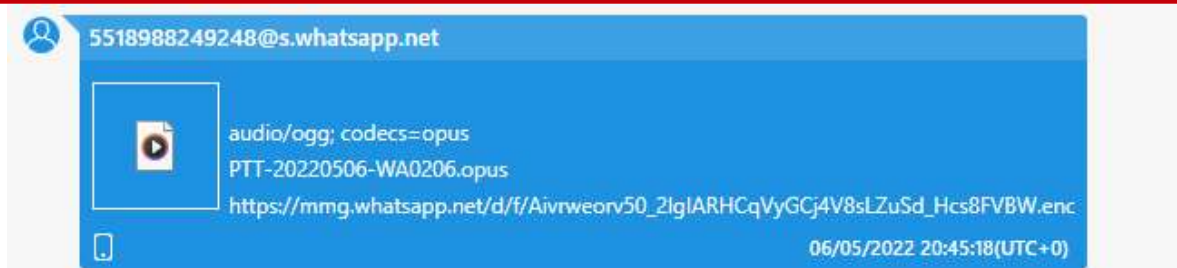 5518988249248@s.whatsapp.net
audio/ogg; codecs=opus
PTT-20220506-WA0206.opus
https://mmg.whatsapp.net/d/f/Aivrweorv50_2IgIARHCqVyGCj4V8sLZuSd_Hcs8FVBW.enc
06/05/2022 20:45:18(UTC+0)